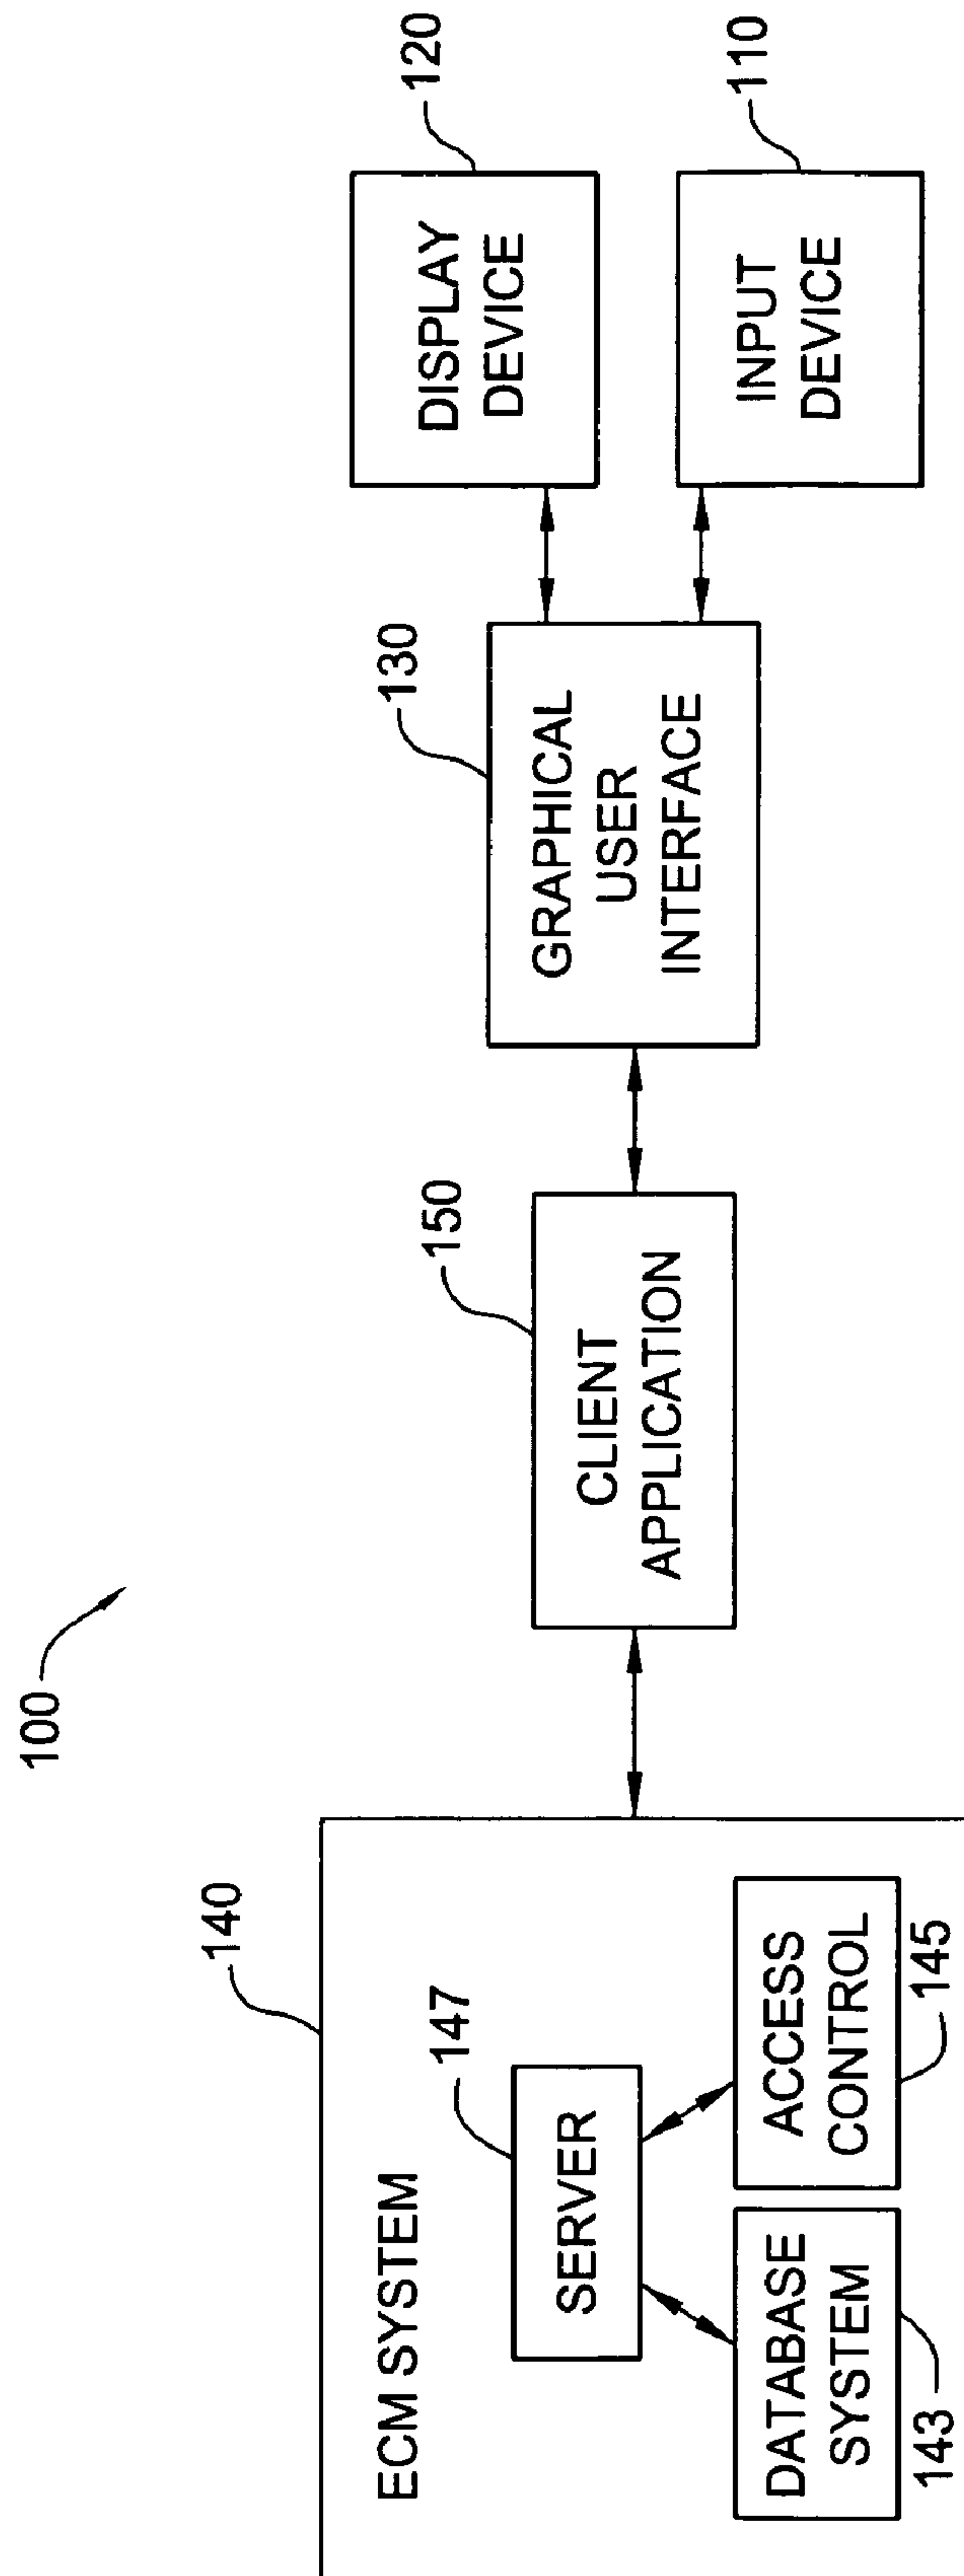 100
140
ECM SYSTEM
147
SERVER
DATABASE
SYSTEM
143
ACCESS
CONTROL
145
150
CLIENT
APPLICATION
130
GRAPHICAL
USER
INTERFACE
120
DISPLAY
DEVICE
110
INPUT
DEVICE